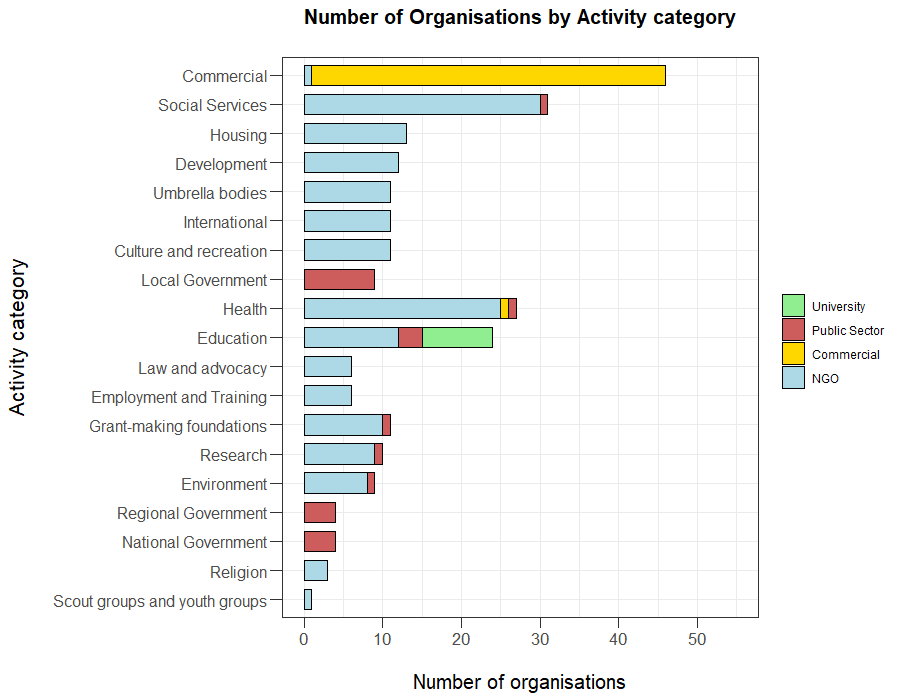 Number of Organisations by Activity category
Activity category
Commercial
Social Services
Housing
Development
Umbrella bodies
International
Culture and recreation
Local Government
Health
Education
Law and advocacy
Employment and Training
Grant-making foundations
Research
Environment
Regional Government
National Government
Religion
Scout groups and youth groups
0 10 20 30 40 50
Number of organisations
University
Public Sector
Commercial
NGO